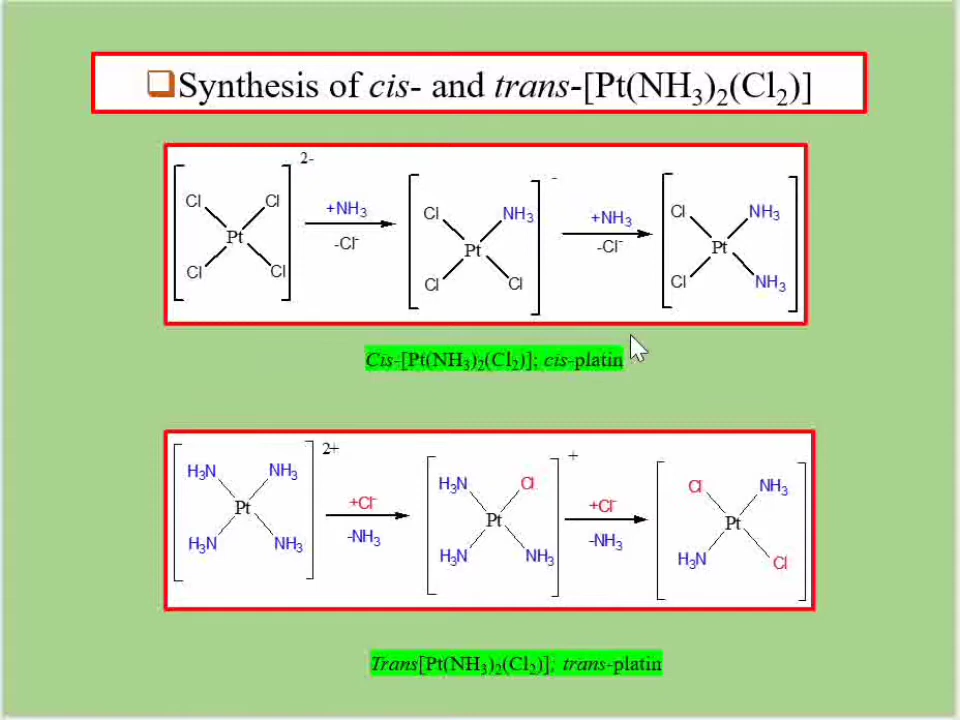 Synthesis of cis- and trans-[Pt(NH3)2(Cl2)]
2-
Cl Cl
Pt
Cl Cl
+NH3
-Cl-
-
Cl NH3
Pt
Cl Cl
+NH3
-Cl-
Cl NH3
Pt
Cl NH3
Cis-[Pt(NH3)2(Cl2)]; cis-platin
2+
H3N NH3
Pt
H3N NH3
+Cl-
-NH3
+
H3N Cl
Pt
H3N NH3
+Cl-
-NH3
Cl NH3
Pt
H3N Cl
Trans[Pt(NH3)2(Cl2)]; trans-platin